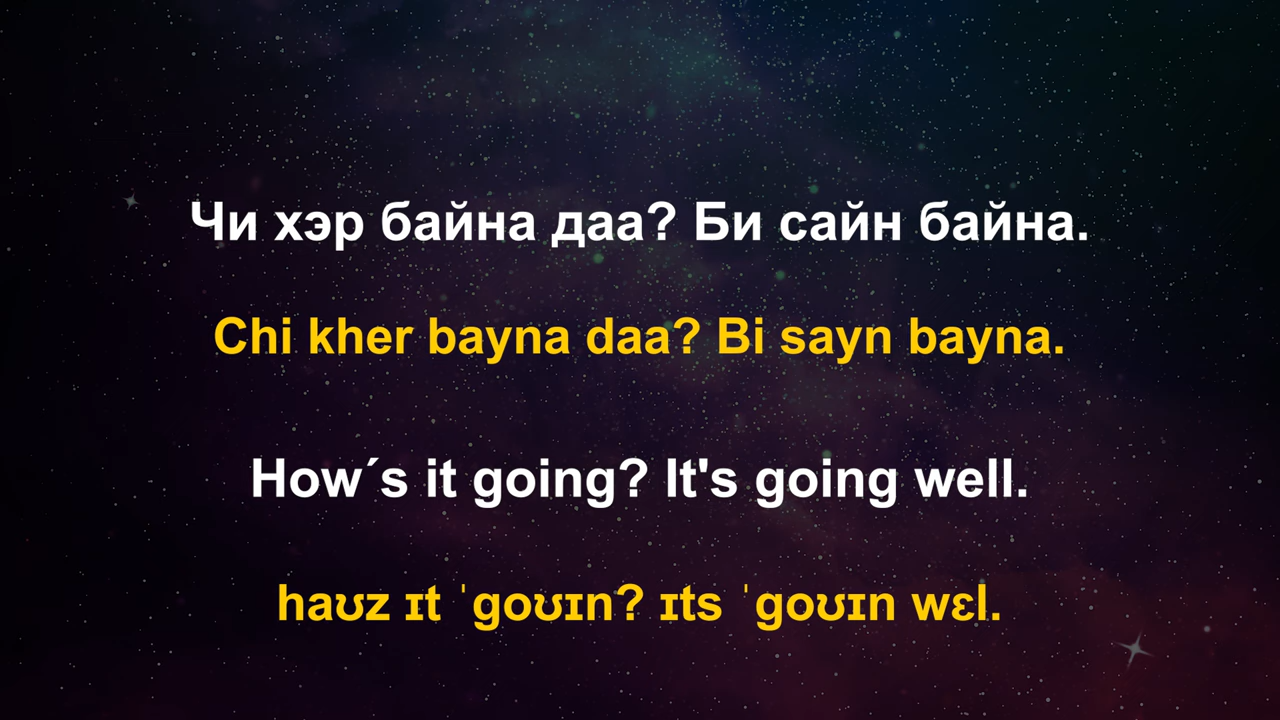 Чи хэр байна даа? Би сайн байна.
Chi kher bayna daa? Bi sayn bayna.
How´s it going? It's going well.
haʊz ɪt ˈgoʊɪn? ɪts ˈgoʊɪn wɛl.